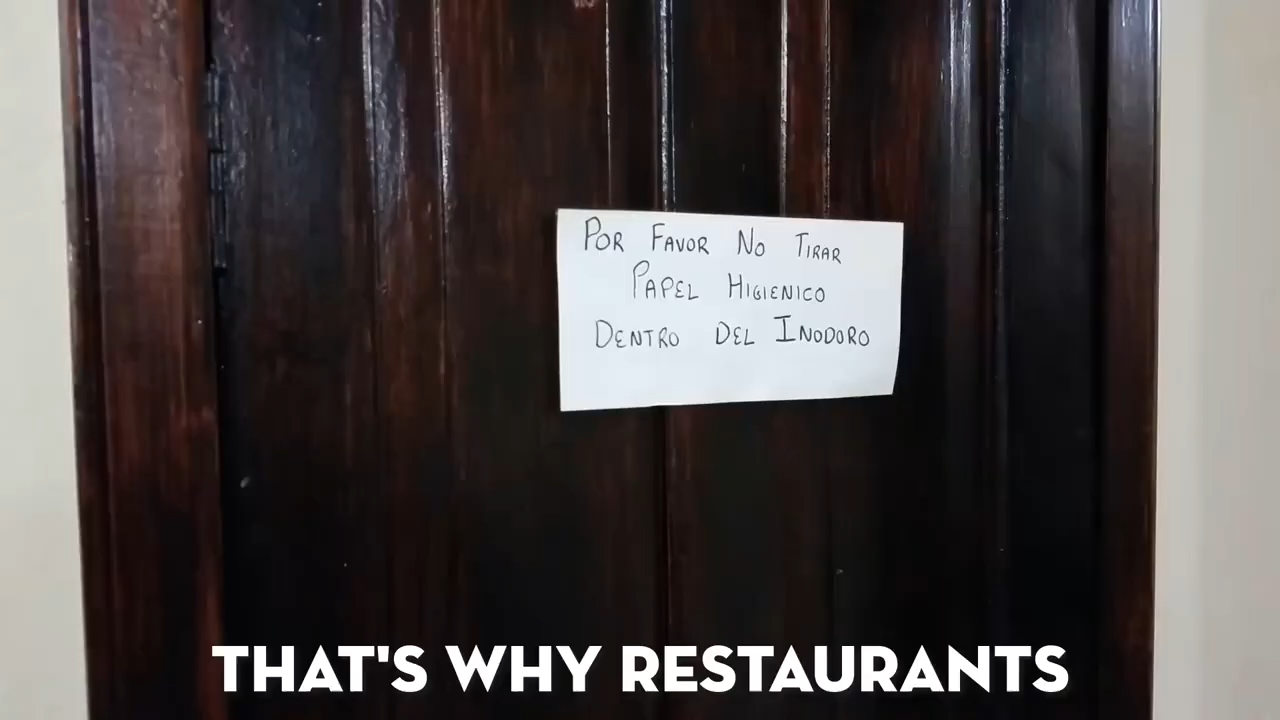 Por Favor No Tirar
Papel Higienico
Dentro Del Inodoro
THAT'S WHY RESTAURANTS